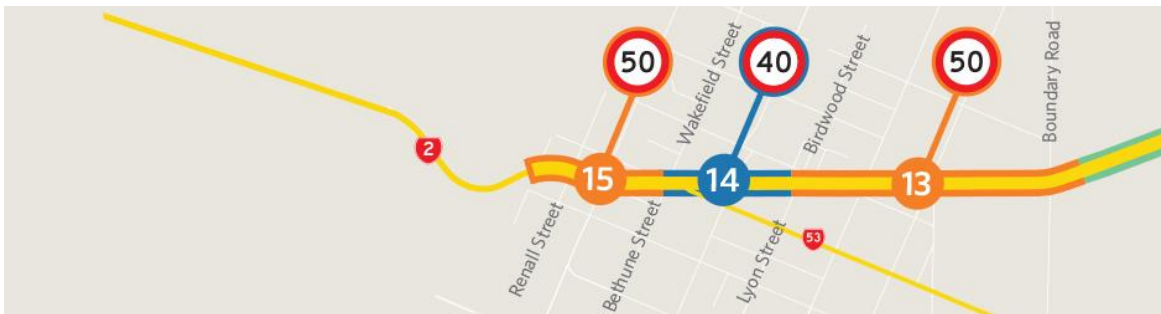 50
40
50
Wakefield Street
Birdwood Street
Boundary Road
2
15
14
13
Renall Street
Bethune Street
Lyon Street
53